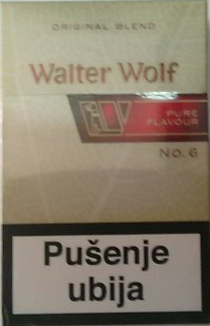 ORIGINAL BLEND
Walter Wolf
PURE
FLAVOUR
No. 6
Pušenje
ubija